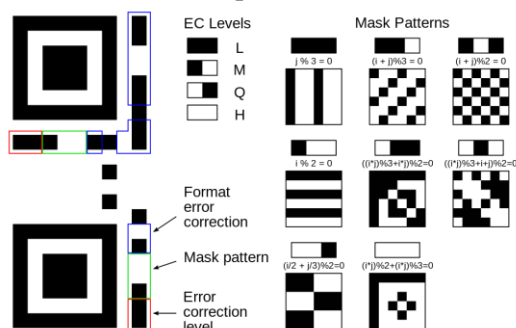 EC Levels
L
M
Q
H
Mask Patterns
j % 3 = 0
(i + j)%3 = 0
(i + j)%2 = 0
i % 2 = 0
((i*j)%3+i*j)%2=0
((i*j)%3+i+j)%2=0
(i/2 + j/3)%2=0
(i*j)%2+(i*j)%3=0
Format
error
correction
Mask pattern
Error
correction
level